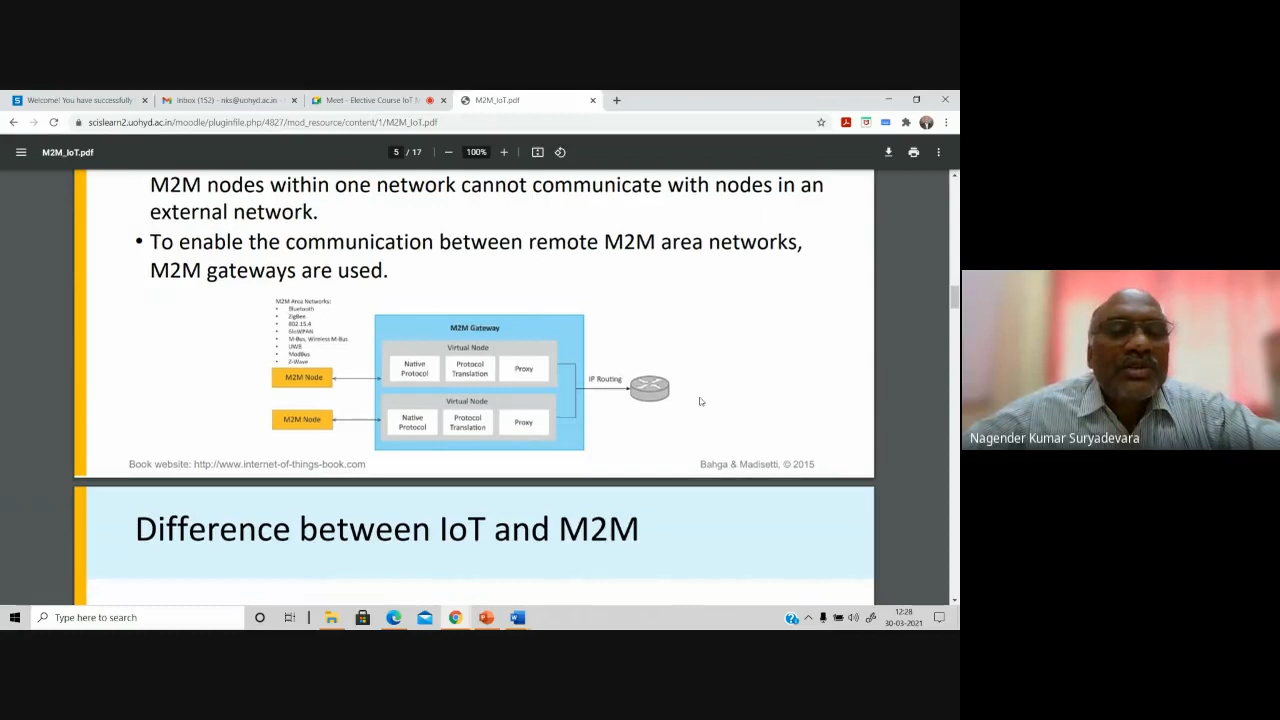 Welcome! You have successfully
Inbox (152) - nks@uohyd.ac.in -
Meet - Elective Course IoT M
M2M_IoT.pdf
scislearn2.uohyd.ac.in/moodle/pluginfile.php/4827/mod_resource/content/1/M2M_IoT.pdf
M2M_IoT.pdf
5 / 17
100%
M2M nodes within one network cannot communicate with nodes in an
external network.
• To enable the communication between remote M2M area networks,
M2M gateways are used.
M2M Area Networks:
• Bluetooth
• ZigBee
• 802.15.4
• 6LoWPAN
• M-Bus, Wireless M-Bus
• UWB
• ModBus
• Z-Wave
M2M Node
M2M Node
M2M Gateway
Virtual Node
Native
Protocol
Protocol
Translation
Proxy
Virtual Node
Native
Protocol
Protocol
Translation
Proxy
IP Routing
Book website: http://www.internet-of-things-book.com
Bahga & Madisetti, © 2015
Difference between IoT and M2M
Type here to search
12:28
30-03-2021
Nagender Kumar Suryadevara